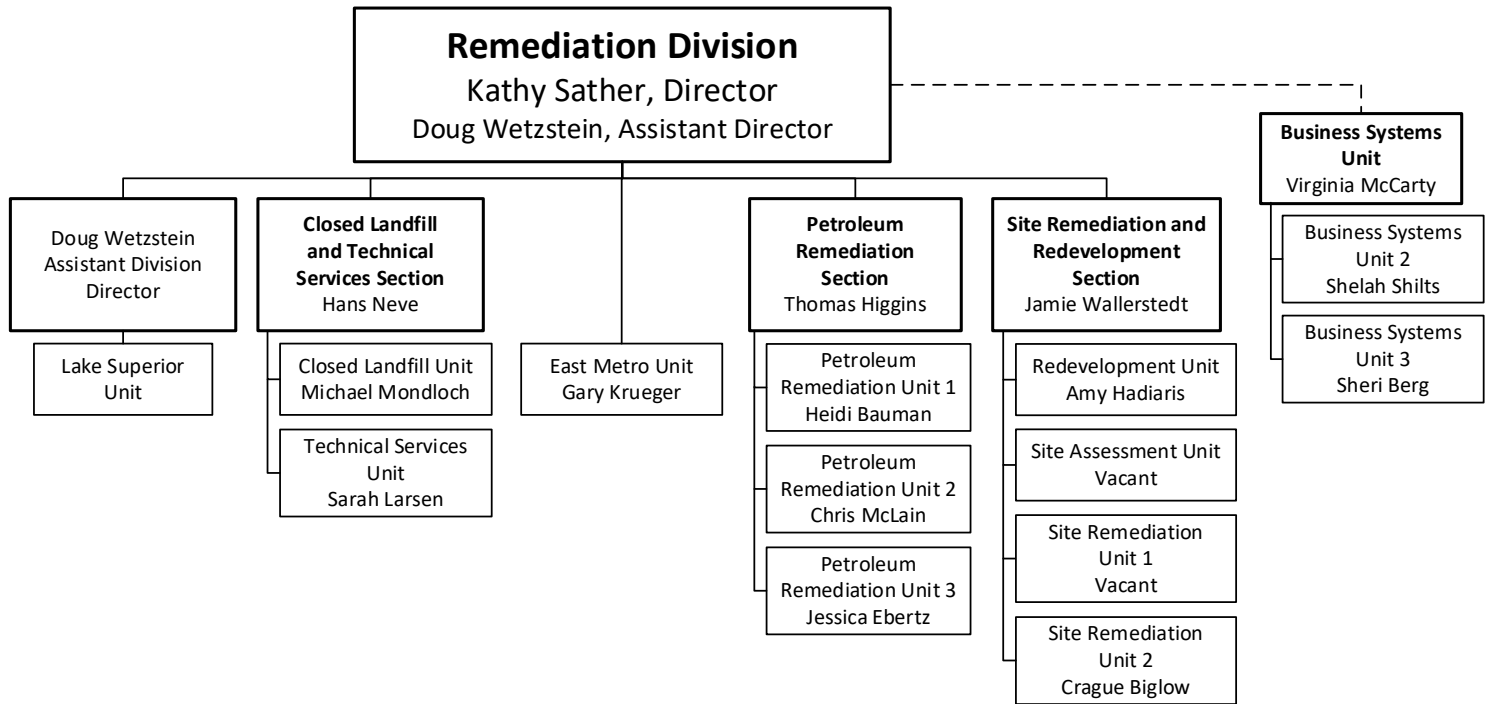 Remediation Division
Kathy Sather, Director
Doug Wetzstein, Assistant Director
Business Systems
Unit
Virginia McCarty
Business Systems
Unit 2
Shelah Shilts
Business Systems
Unit 3
Sheri Berg
Doug Wetzstein
Assistant Division
Director
Lake Superior
Unit
Closed Landfill
and Technical
Services Section
Hans Neve
Closed Landfill Unit
Michael Mondloch
Technical Services
Unit
Sarah Larsen
East Metro Unit
Gary Krueger
Petroleum
Remediation
Section
Thomas Higgins
Petroleum
Remediation Unit 1
Heidi Bauman
Petroleum
Remediation Unit 2
Chris McLain
Petroleum
Remediation Unit 3
Jessica Ebertz
Site Remediation and
Redevelopment
Section
Jamie Wallerstedt
Redevelopment Unit
Amy Hadiaris
Site Assessment Unit
Vacant
Site Remediation
Unit 1
Vacant
Site Remediation
Unit 2
Crague Biglow